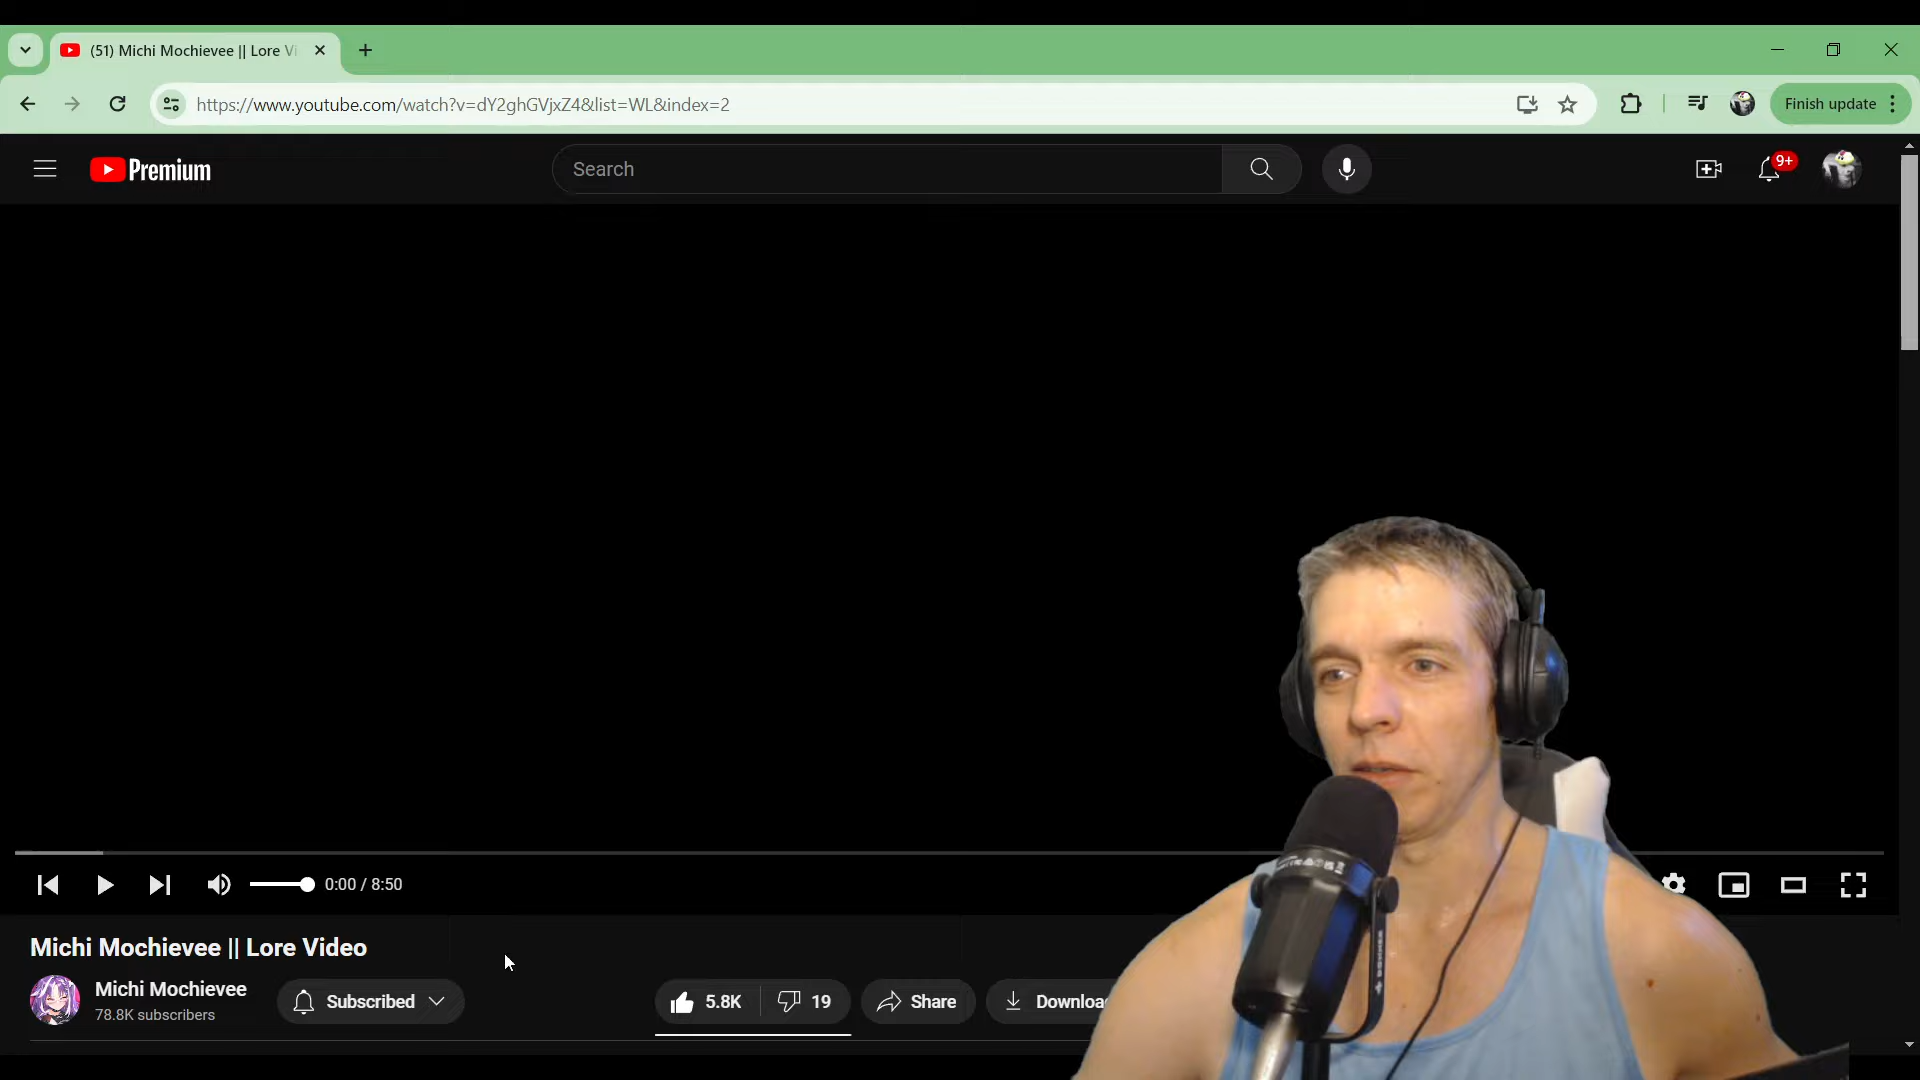 (51) Michi Mochievee || Lore Vi
https://www.youtube.com/watch?v=dY2ghGVjxZ4&list=WL&index=2
Finish update
Premium
Search
9+
0:00 / 8:50
Michi Mochievee || Lore Video
Michi Mochievee
78.8K subscribers
Subscribed
5.8K
19
Share
Downloa